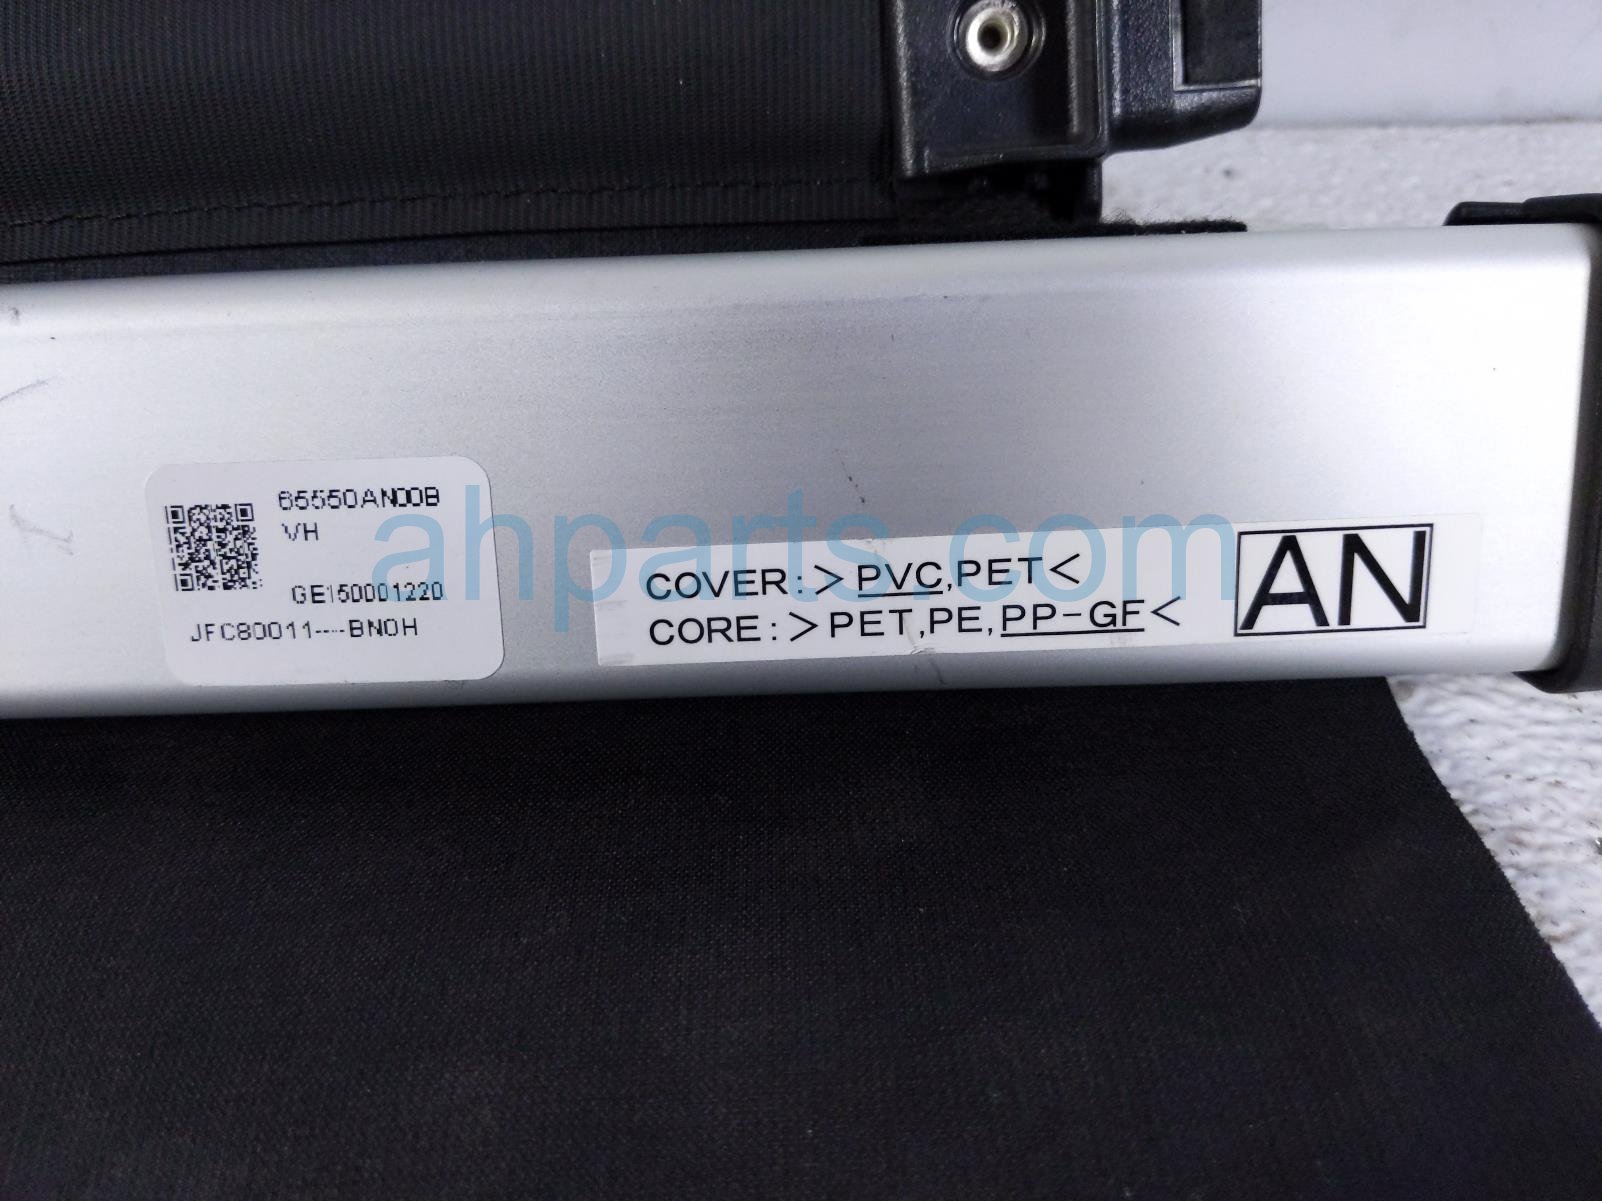 65550AN00B
VH
GE150001220
JFC80011----BN0H
COVER:>PVC,PET<
CORE:>PET,PE,PP-GF<
AN
ahparts.com